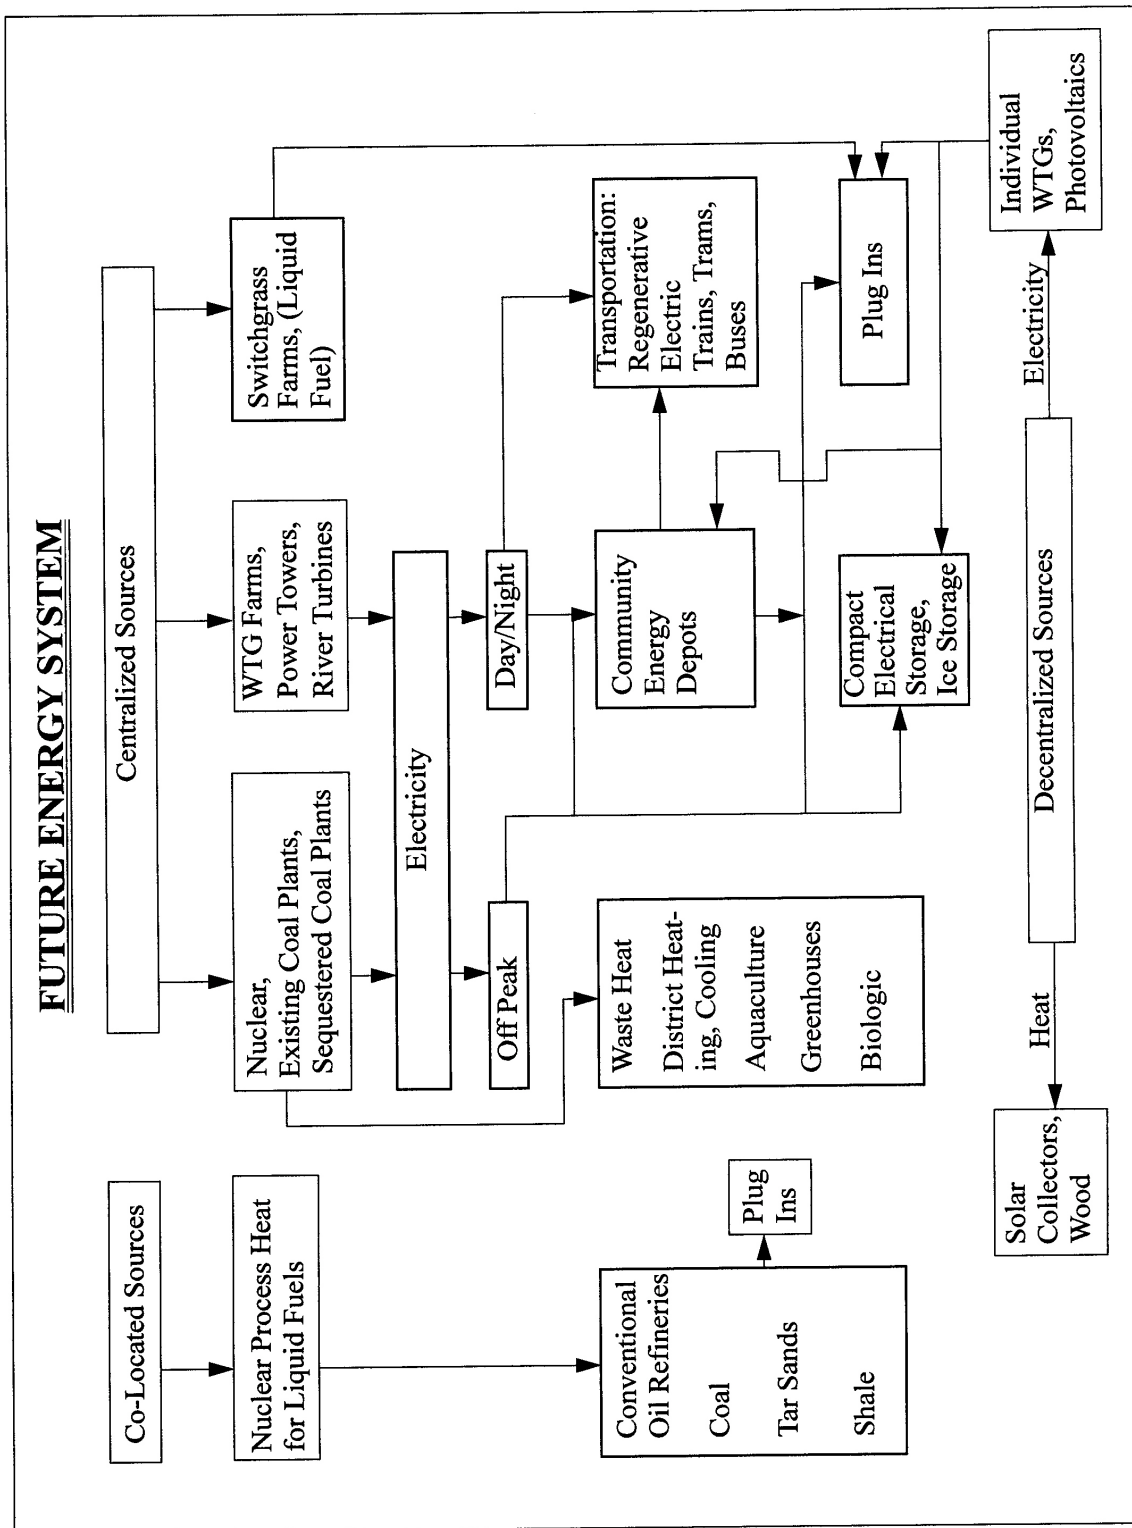 FUTURE ENERGY SYSTEM
Co-Located Sources
Centralized Sources
Nuclear Process Heat
for Liquid Fuels
Nuclear,
Existing Coal Plants,
Sequestered Coal Plants
WTG Farms,
Power Towers,
River Turbines
Switchgrass
Farms, (Liquid
Fuel)
Electricity
Off Peak
Day/Night
Conventional
Oil Refineries
Coal
Tar Sands
Shale
Plug
Ins
Waste Heat
District Heat-
ing, Cooling
Aquaculture
Greenhouses
Biologic
Community
Energy
Depots
Transportation:
Regenerative
Electric
Trains, Trams,
Buses
Compact
Electrical
Storage,
Ice Storage
Plug Ins
Solar
Collectors,
Wood
Heat
Decentralized Sources
Electricity
Individual
WTGs,
Photovoltaics